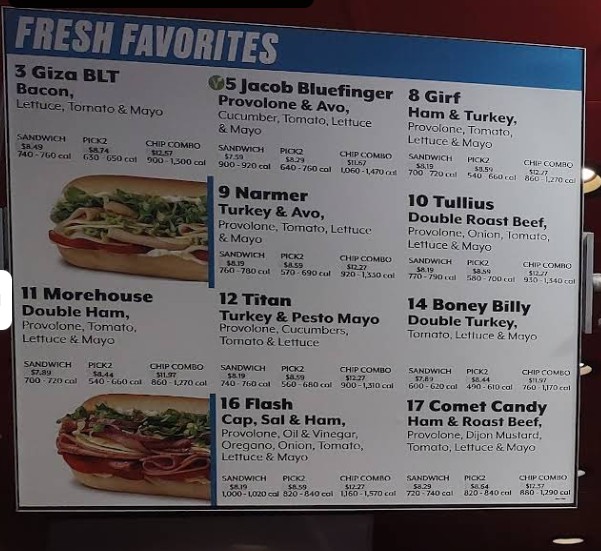 FRESH FAVORITES
3 Giza BLT
Bacon,
Lettuce, Tomato & Mayo
SANDWICH PICK2 CHIP COMBO
$8.49 $8.74 $12.57
740 - 760 cal 630 - 650 cal 900 - 1,300 cal
5 Jacob Bluefinger
Provolone & Avo,
Cucumber, Tomato, Lettuce
& Mayo
SANDWICH PICK2 CHIP COMBO
$7.59 $8.29 $11.67
900 - 920 cal 640 - 760 cal 1,060 - 1,470 cal
8 Girf
Ham & Turkey,
Provolone, Tomato,
Lettuce & Mayo
SANDWICH PICK2 CHIP COMBO
$8.19 $8.59 $12.27
700 - 720 cal 540 - 660 cal 860 - 1,270 cal
9 Narmer
Turkey & Avo,
Provolone, Tomato, Lettuce
& Mayo
SANDWICH PICK2 CHIP COMBO
$8.19 $8.59 $12.27
760 - 780 cal 570 - 690 cal 920 - 1,330 cal
10 Tullius
Double Roast Beef,
Provolone, Onion, Tomato,
Lettuce & Mayo
SANDWICH PICK2 CHIP COMBO
$8.19 $8.59 $12.27
770 - 790 cal 580 - 700 cal 930 - 1,340 cal
11 Morehouse
Double Ham,
Provolone, Tomato,
Lettuce & Mayo
SANDWICH PICK2 CHIP COMBO
$7.89 $8.44 $11.97
700 - 720 cal 540 - 660 cal 860 - 1,270 cal
12 Titan
Turkey & Pesto Mayo
Provolone, Cucumbers,
Tomato & Lettuce
SANDWICH PICK2 CHIP COMBO
$8.19 $8.59 $12.27
740 - 760 cal 560 - 680 cal 900 - 1,310 cal
14 Boney Billy
Double Turkey,
Tomato, Lettuce & Mayo
SANDWICH PICK2 CHIP COMBO
$7.89 $8.44 $11.97
600 - 620 cal 490 - 610 cal 760 - 1,170 cal
16 Flash
Cap, Sal & Ham,
Provolone, Oil & Vinegar,
Oregano, Onion, Tomato,
Lettuce & Mayo
SANDWICH PICK2 CHIP COMBO
$8.19 $8.59 $12.27
1,000 - 1,020 cal 820 - 840 cal 1,160 - 1,570 cal
17 Comet Candy
Ham & Roast Beef,
Provolone, Dijon Mustard,
Tomato, Lettuce & Mayo
SANDWICH PICK2 CHIP COMBO
$8.29 $8.64 $12.37
720 - 740 cal 820 - 840 cal 880 - 1,290 cal